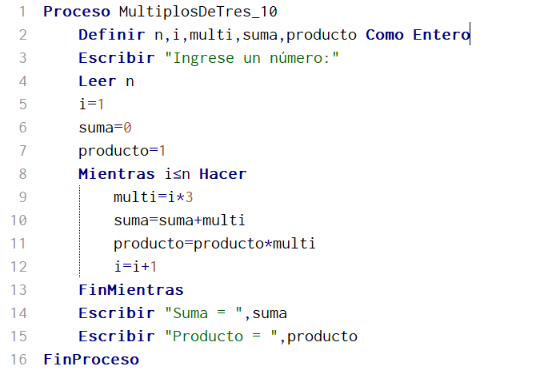 1 Proceso MultiplosDeTres_10
2 Definir n,i,multi,suma,producto Como Entero
3 Escribir "Ingrese un número:"
4 Leer n
5 i=1
6 suma=0
7 producto=1
8 Mientras i≤n Hacer
9 multi=i*3
10 suma=suma+multi
11 producto=producto*multi
12 i=i+1
13 FinMientras
14 Escribir "Suma = ",suma
15 Escribir "Producto = ",producto
16 FinProceso